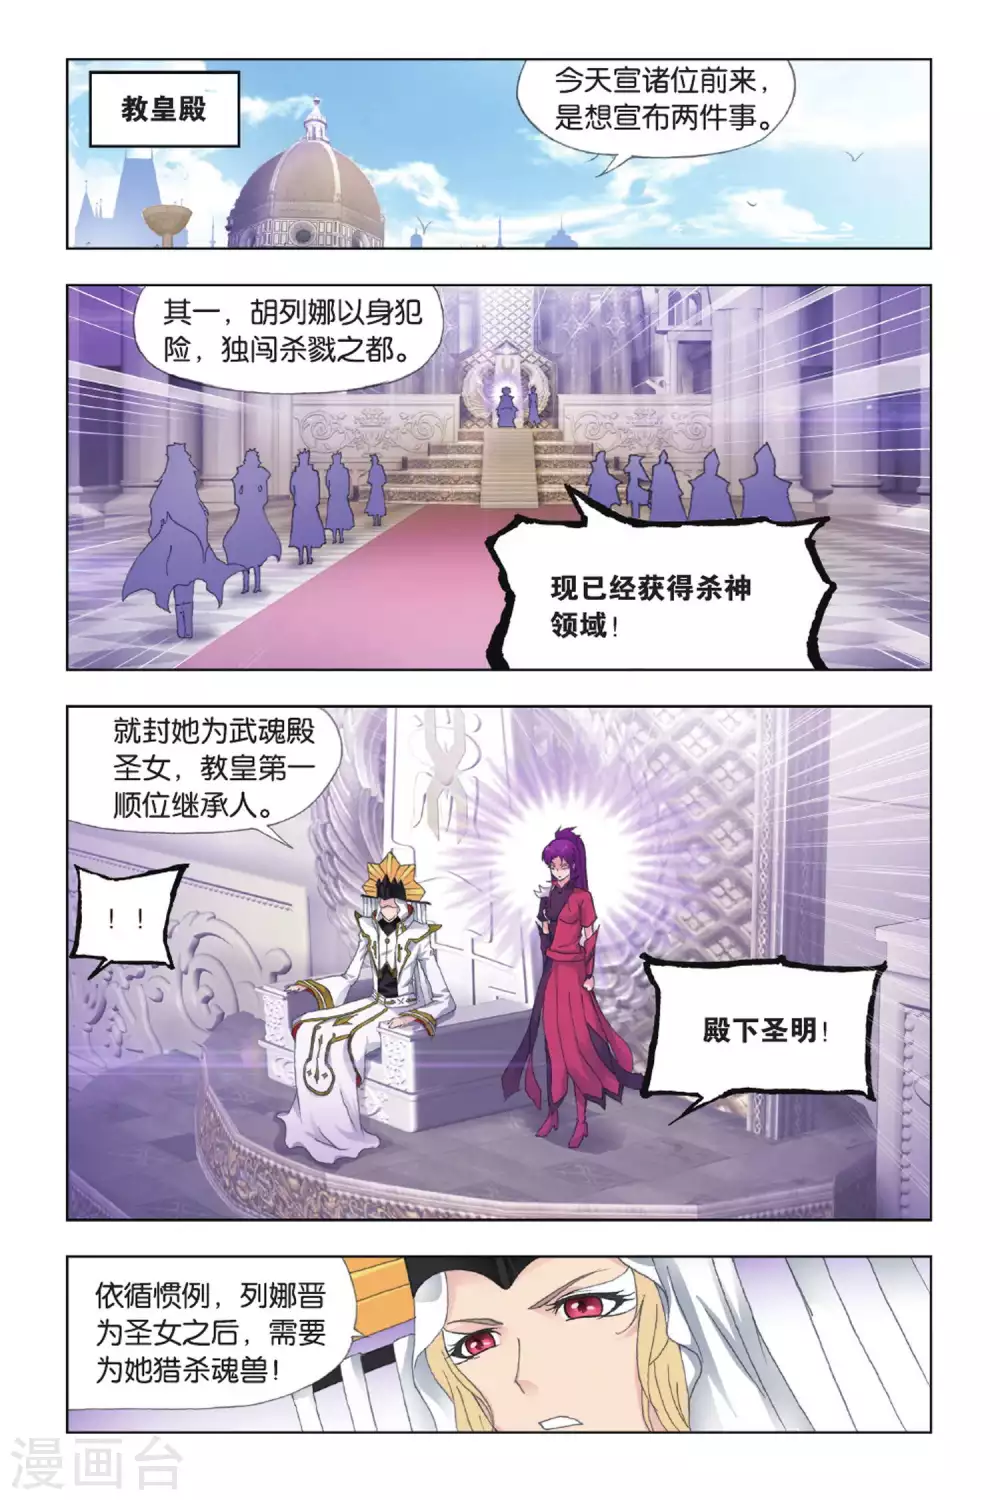 教皇殿
今天宣诸位前来，
是想宣布两件事。
其一，胡列娜以身犯
险，独闯杀戮之都。
现已经获得杀神
领域！
就封她为武魂殿
圣女，教皇第一
顺位继承人。
！！
殿下圣明！
依循惯例，列娜晋
为圣女之后，需要
为她猎杀魂兽！
漫画台